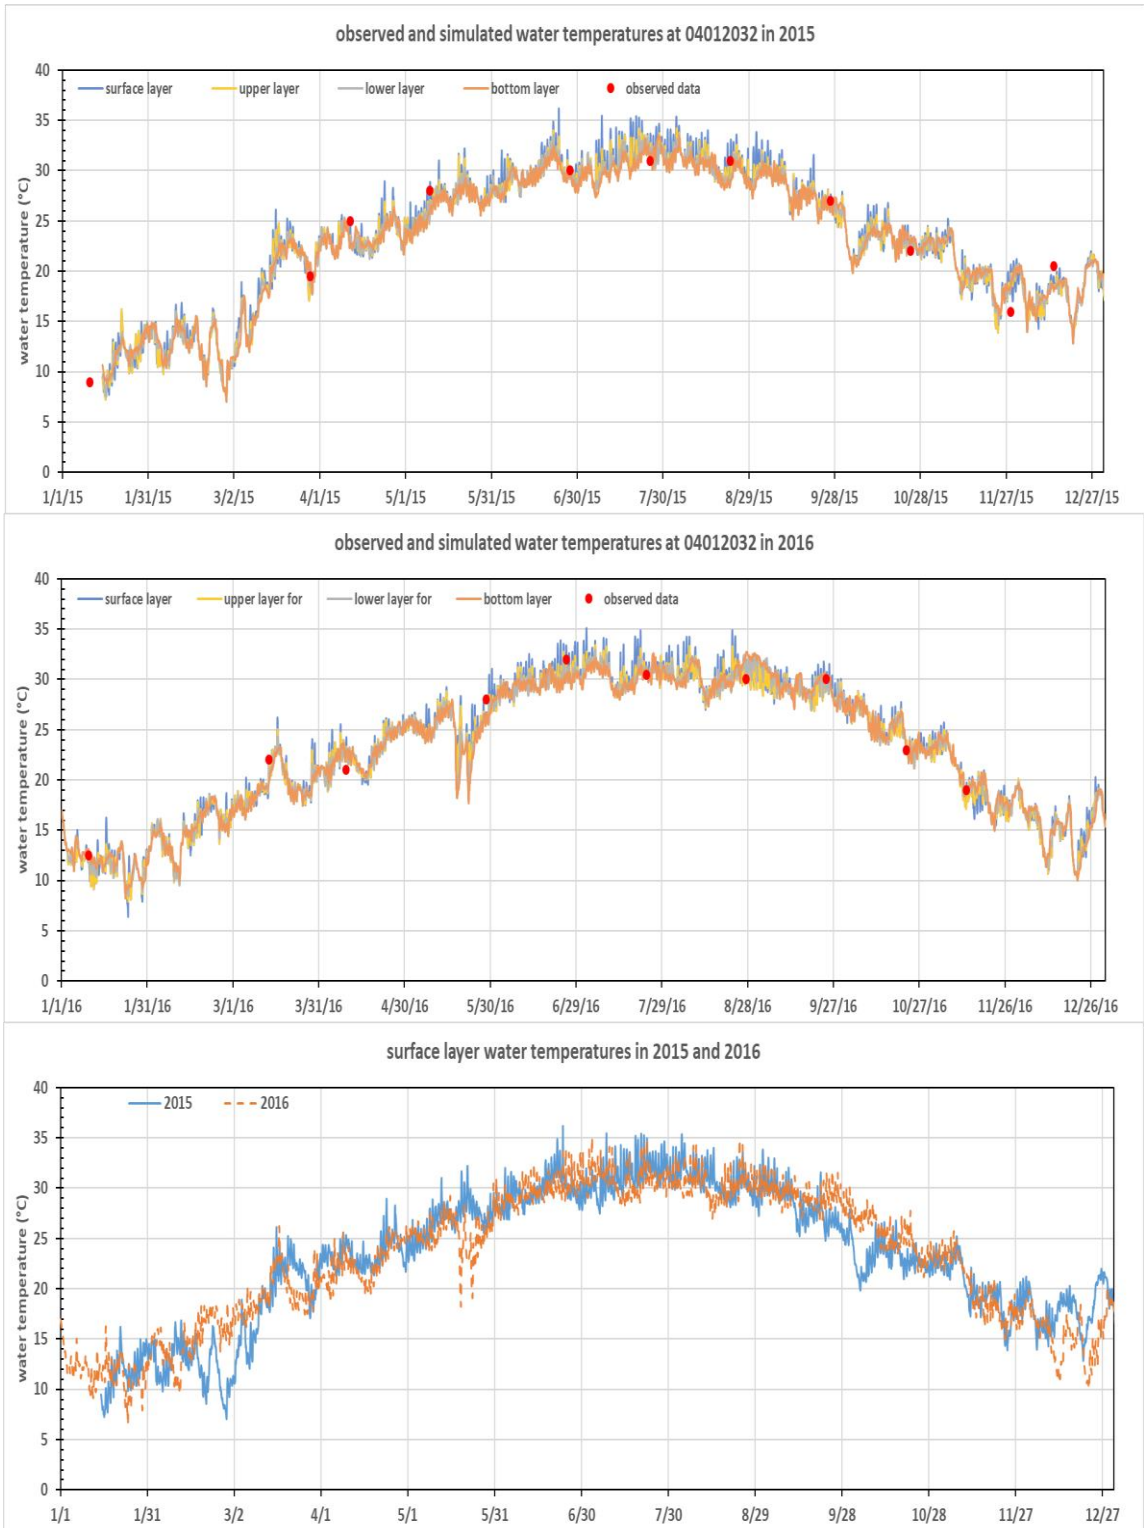 observed and simulated water temperatures at 04012032 in 2015
40
surface layer upper layer lower layer bottom layer observed data
35
30
25
20
15
10
5
0
water temperature (°C)
1/1/15 1/31/15 3/2/15 4/1/15 5/1/15 5/31/15 6/30/15 7/30/15 8/29/15 9/28/15 10/28/15 11/27/15 12/27/15
observed and simulated water temperatures at 04012032 in 2016
40
surface layer upper layer for lower layer for bottom layer observed data
35
30
25
20
15
10
5
0
water temperature (°C)
1/1/16 1/31/16 3/1/16 3/31/16 4/30/16 5/30/16 6/29/16 7/29/16 8/28/16 9/27/16 10/27/16 11/26/16 12/26/16
surface layer water temperatures in 2015 and 2016
40
2015 2016
35
30
25
20
15
10
5
0
water temperature (°C)
1/1 1/31 3/2 4/1 5/1 5/31 6/30 7/30 8/29 9/28 10/28 11/27 12/27